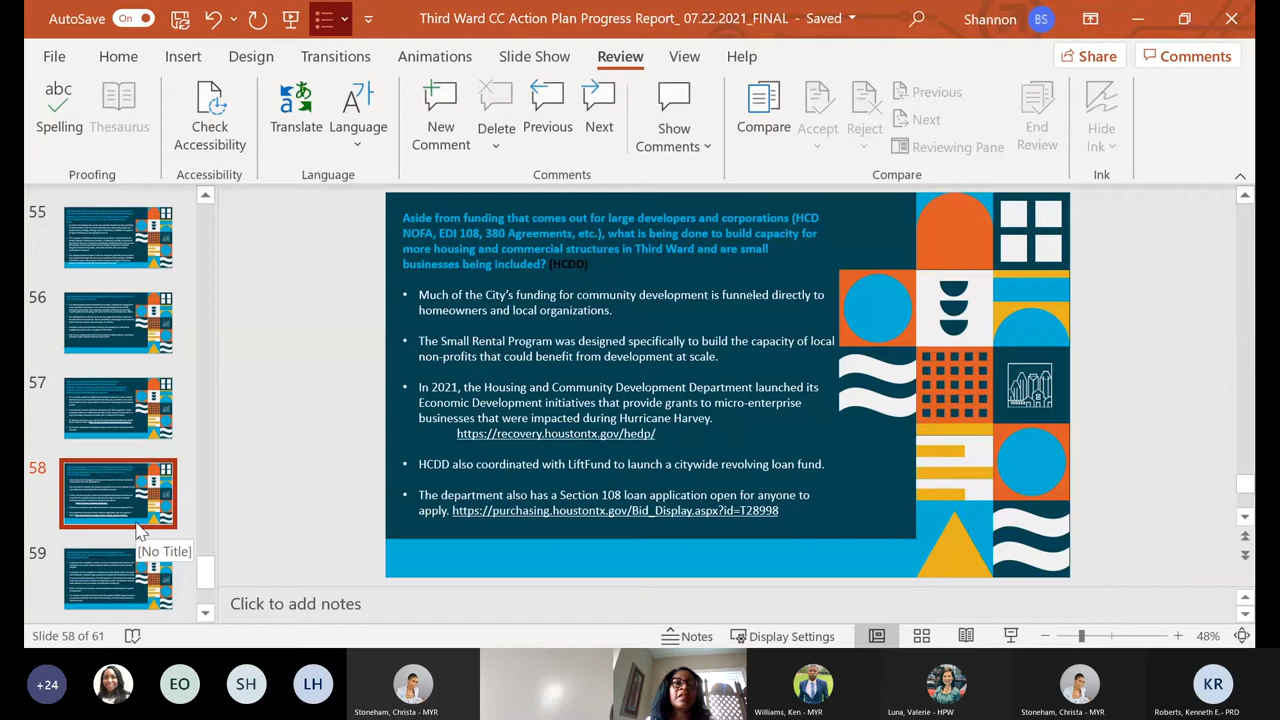 AutoSave On Third Ward CC Action Plan Progress Report_ 07.22.2021_FINAL - Saved Shannon BS
File Home Insert Design Transitions Animations Slide Show Review View Help Share Comments
abc
Spelling
Thesaurus
Check
Accessibility
Translate
Language
New
Comment
Delete
Previous
Next
Show
Comments
Compare
Accept
Reject
Previous
Next
Reviewing Pane
End
Review
Hide
Ink
Proofing Accessibility Language Comments Compare Ink
55
56
57
58
[No Title]
59
Aside from funding that comes out for large developers and corporations (HCD
NOFA, EDI 108, 380 Agreements, etc.), what is being done to build capacity for
more housing and commercial structures in Third Ward and are small
businesses being included? (HCDD)
• Much of the City's funding for community development is funneled directly to
homeowners and local organizations.
• The Small Rental Program was designed specifically to build the capacity of local
non-profits that could benefit from development at scale.
• In 2021, the Housing and Community Development Department launched its
Economic Development initiatives that provide grants to micro-enterprise
businesses that were impacted during Hurricane Harvey.
https://recovery.houstontx.gov/hedp/
• HCDD also coordinated with LiftFund to launch a citywide revolving loan fund.
• The department also has a Section 108 loan application open for anyone to
apply. https://purchasing.houstontx.gov/Bid_Display.aspx?id=T28998
Click to add notes
Slide 58 of 61 Notes Display Settings 48%
+24 EO SH LH KR
Stoneham, Christa - MYR
Williams, Ken - MYR
Luna, Valerie - HPW
Stoneham, Christa - MYR
Roberts, Kenneth E.- PRD